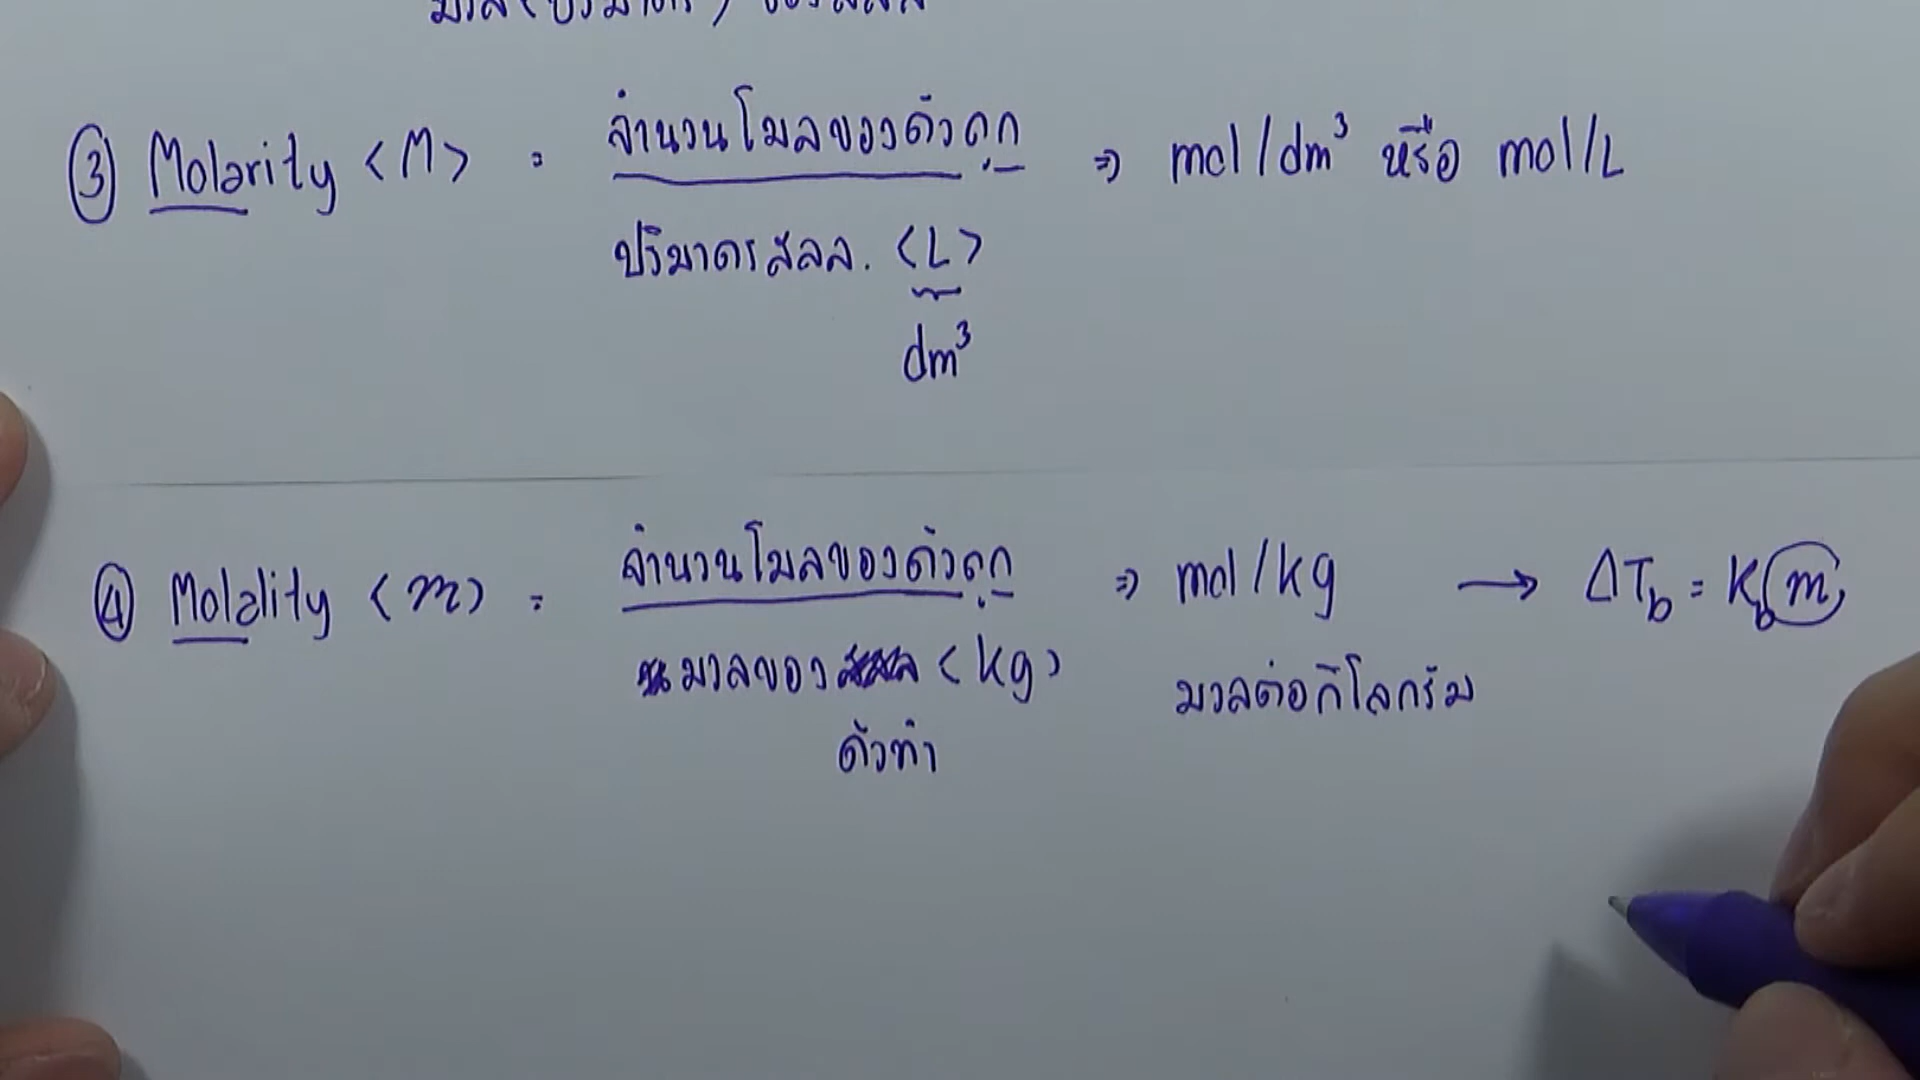 ③ Molarity <M> = จำนวนโมลของตัวถูก ⇒ mol/dm³ หรือ mol/L
ปริมาตรสลล. <L>
dm³
④ Molality <m> = จำนวนโมลของตัวถูก ⇒ mol/kg → ΔT_b = K_b m
มวลของ <kg> มวลต่อกิโลกรัม
ตัวทำ